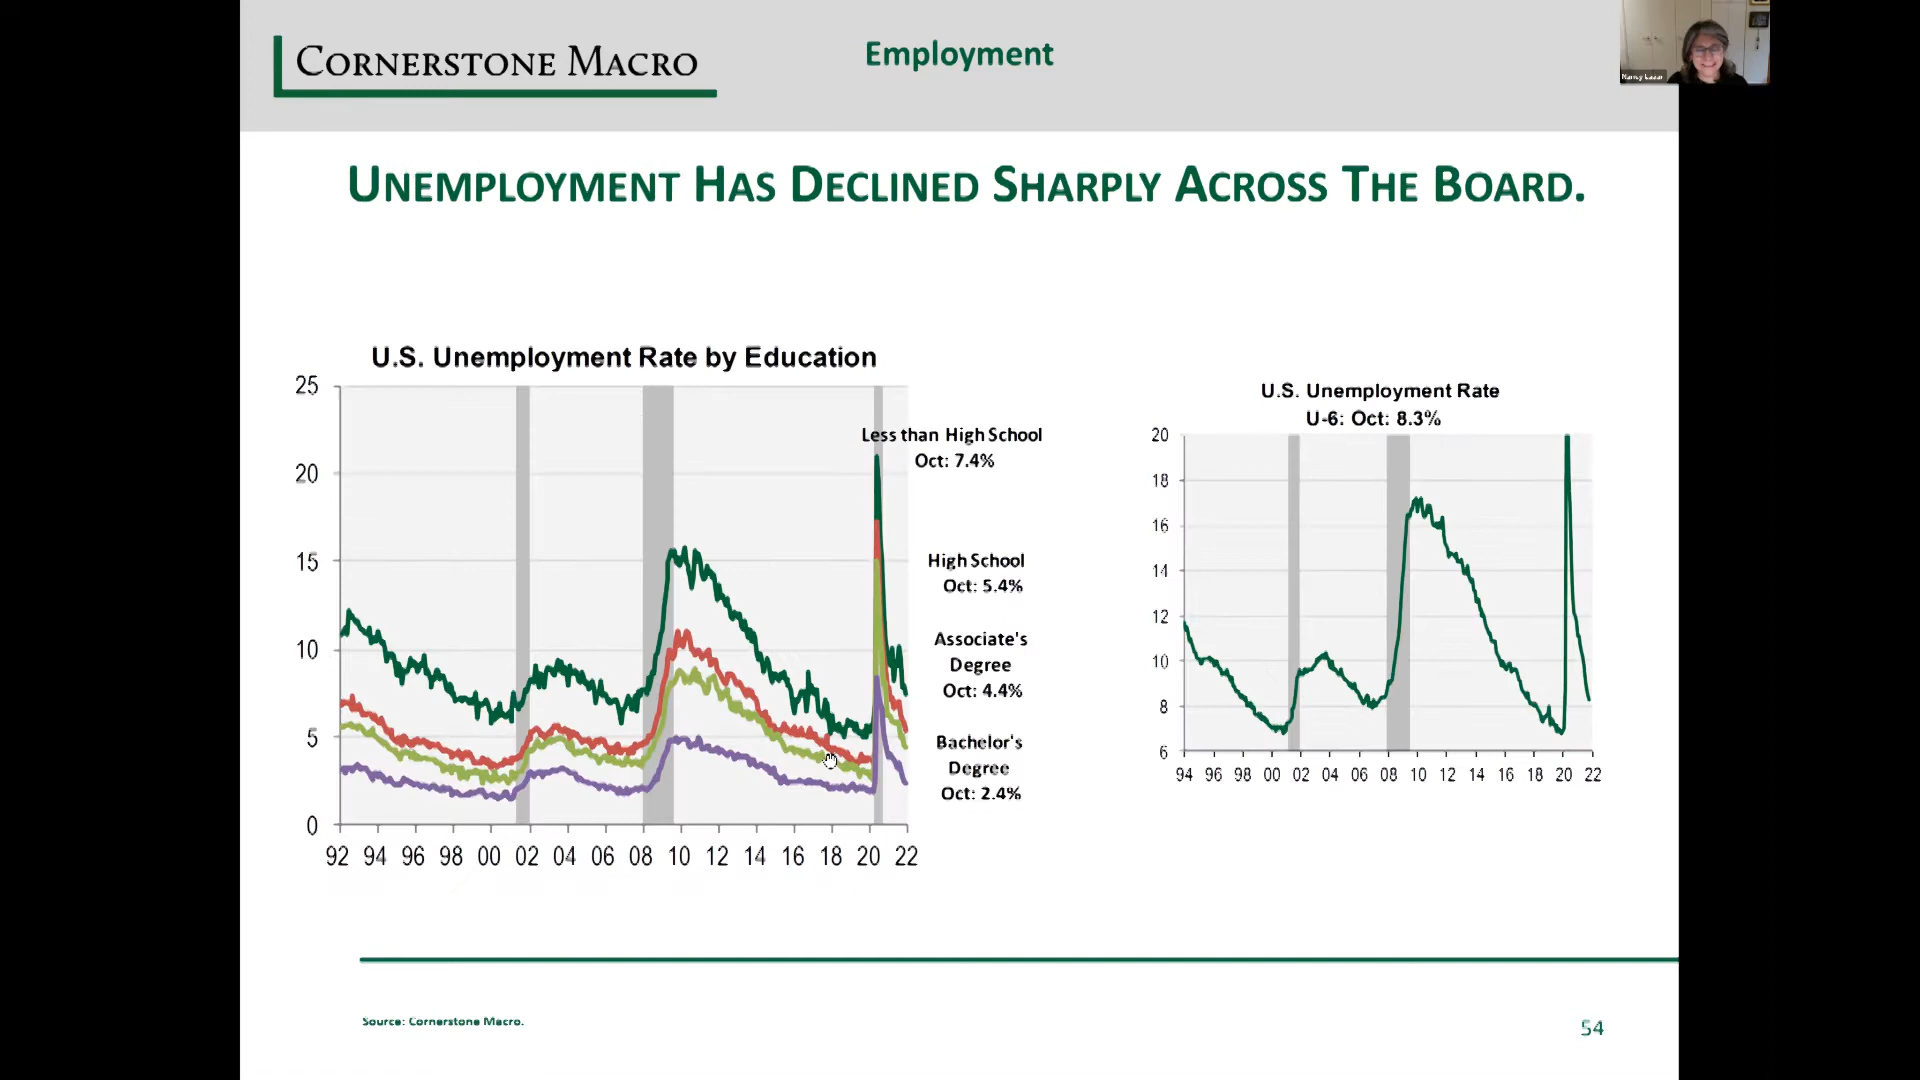 CORNERSTONE MACRO
Employment
Nancy Lazar
UNEMPLOYMENT HAS DECLINED SHARPLY ACROSS THE BOARD.
U.S. Unemployment Rate by Education
25
20
15
10
5
0
92 94 96 98 00 02 04 06 08 10 12 14 16 18 20 22
Less than High School
Oct: 7.4%
High School
Oct: 5.4%
Associate's
Degree
Oct: 4.4%
Bachelor's
Degree
Oct: 2.4%
U.S. Unemployment Rate
U-6: Oct: 8.3%
20
18
16
14
12
10
8
6
94 96 98 00 02 04 06 08 10 12 14 16 18 20 22
Source: Cornerstone Macro.
54